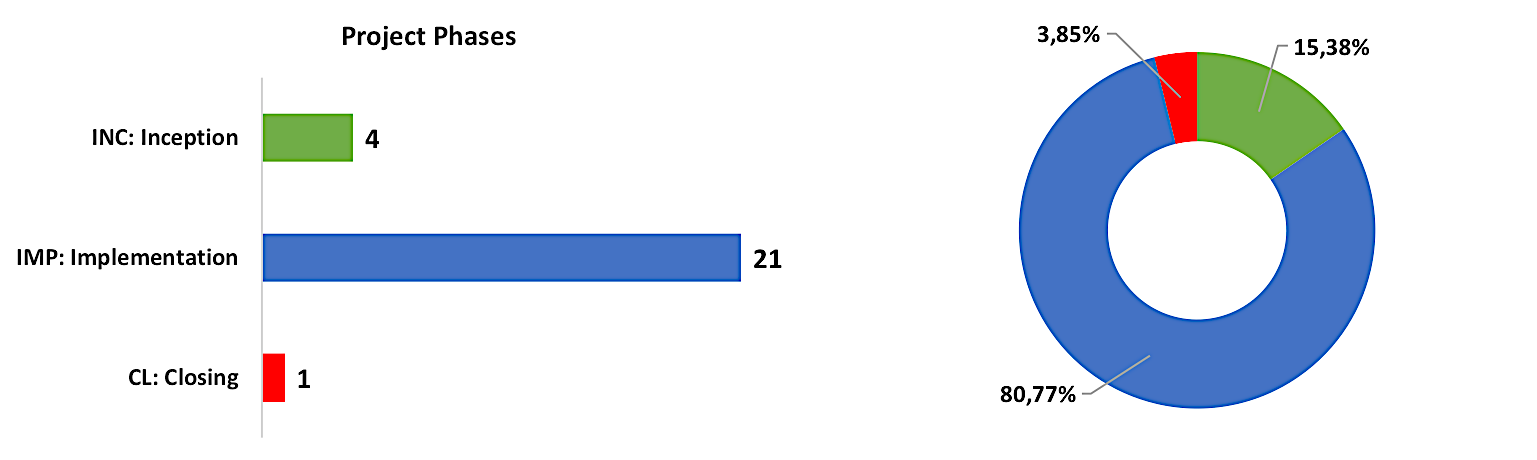 Project Phases
INC: Inception
4
IMP: Implementation
21
CL: Closing
1
3,85%
15,38%
80,77%